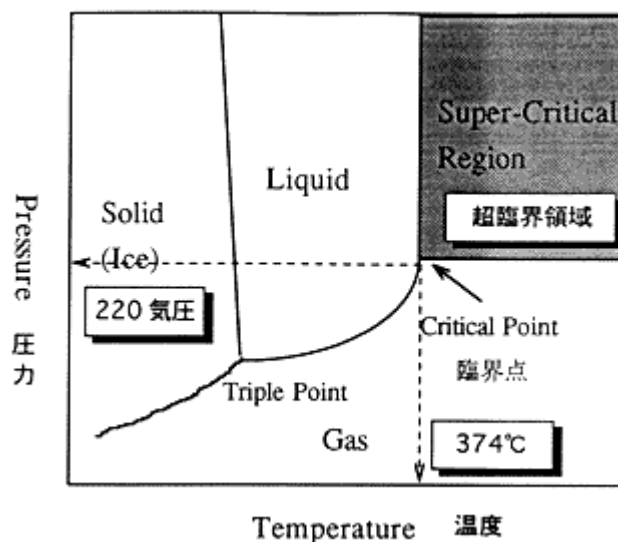 Super-Critical
Region
超臨界領域
Liquid
Solid
(Ice)
220 気圧
Pressure 圧力
Critical Point
臨界点
Triple Point
Gas
374℃
Temperature 温度